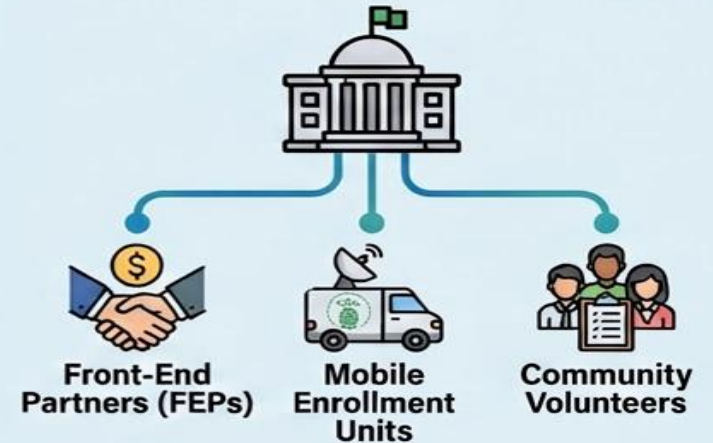 Front-End
Partners (FEPs)
Mobile
Enrollment
Units
Community
Volunteers